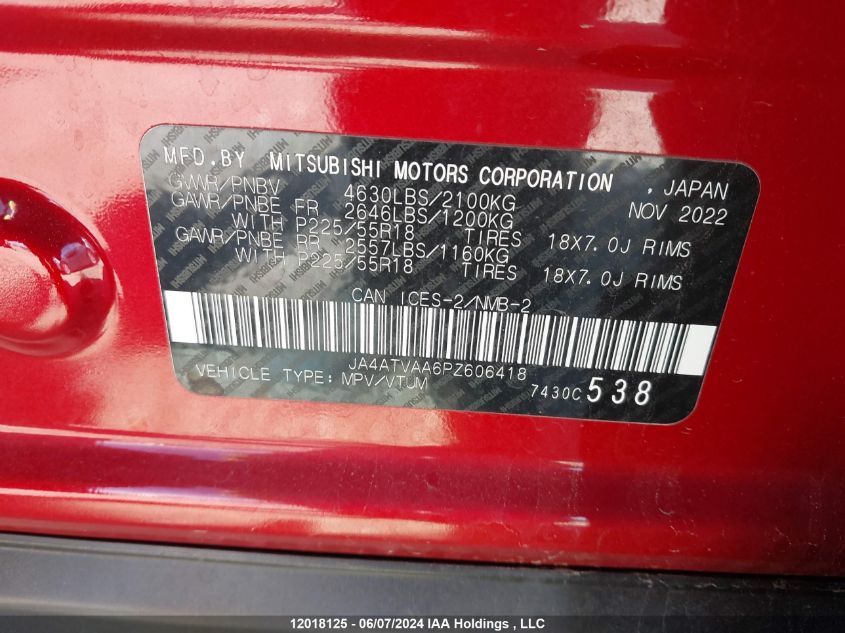 MFD.BY MITSUBISHI MOTORS CORPORATION , JAPAN
GVWR/PNBV 4630LBS/2100KG NOV 2022
GAWR/PNBE FR 2646LBS/1200KG
WITH P225/55R18 TIRES 18X7.0J RIMS
GAWR/PNBE RR 2557LBS/1160KG
WITH P225/55R18 TIRES 18X7.0J RIMS
CAN ICES-2/NMB-2
JA4ATVAA6PZ606418
VEHICLE TYPE: MPV/VTUM 7430C 538
12018125 - 06/07/2024 IAA Holdings , LLC